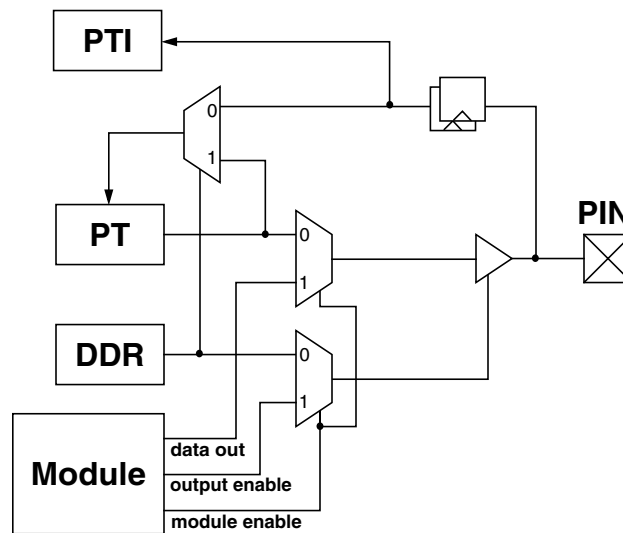 PTI
0
1
PT
PIN
0
1
DDR
0
1
Module
data out
output enable
module enable